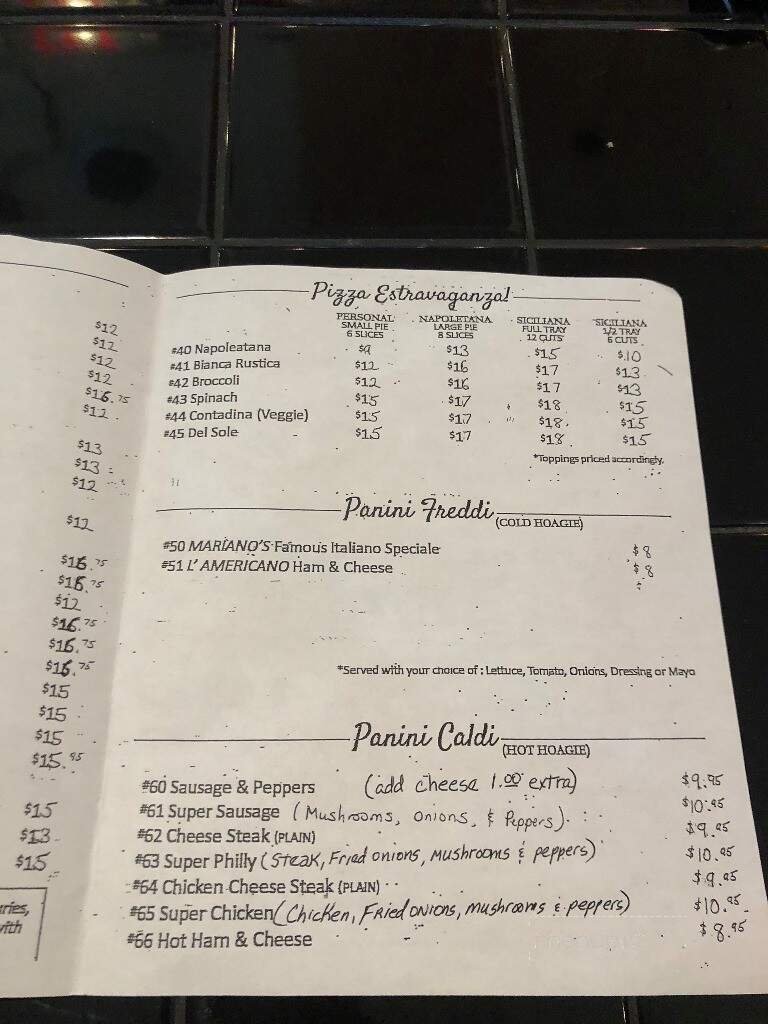 $12
$12
$12
$12
$16.75
$12
$13
$13
$12
$12
$16.75
$16.75
$12
$16.75
$16.75
$16.75
$15
$15
$15
$15.95
$15
$13
$15
with
Pizza Estravaganza!
PERSONAL SMALL PIE 6 SLICES NAPOLETANA LARGE PIE 8 SLICES SICILIANA FULL TRAY 12 CUTS SICILIANA 1/2 TRAY 6 CUTS
#40 Napoleatana $9 $13 $15 $10
#41 Bianca Rustica $12 $16 $17 $13
#42 Broccoli $12 $16 $17 $13
#43 Spinach $15 $17 $18 $15
#44 Contadina (Veggie) $15 $17 $18 $15
#45 Del Sole $15 $17 $18 $15
*Toppings priced accordingly.
Panini Freddi (COLD HOAGIE)
#50 MARIANO'S Famous Italiano Speciale $8
#51 L' AMERICANO Ham & Cheese $8
*Served with your choice of : Lettuce, Tomato, Onions, Dressing or Mayo
Panini Caldi (HOT HOAGIE)
#60 Sausage & Peppers (add cheese 1.00 extra) $9.95
#61 Super Sausage (Mushrooms, onions, & Peppers) $10.95
#62 Cheese Steak (PLAIN) $9.95
#63 Super Philly (Steak, Fried onions, Mushrooms & peppers) $10.95
#64 Chicken Cheese Steak (PLAIN) $9.95
#65 Super Chicken (Chicken, Fried onions, mushrooms & peppers) $10.95
#66 Hot Ham & Cheese $8.95